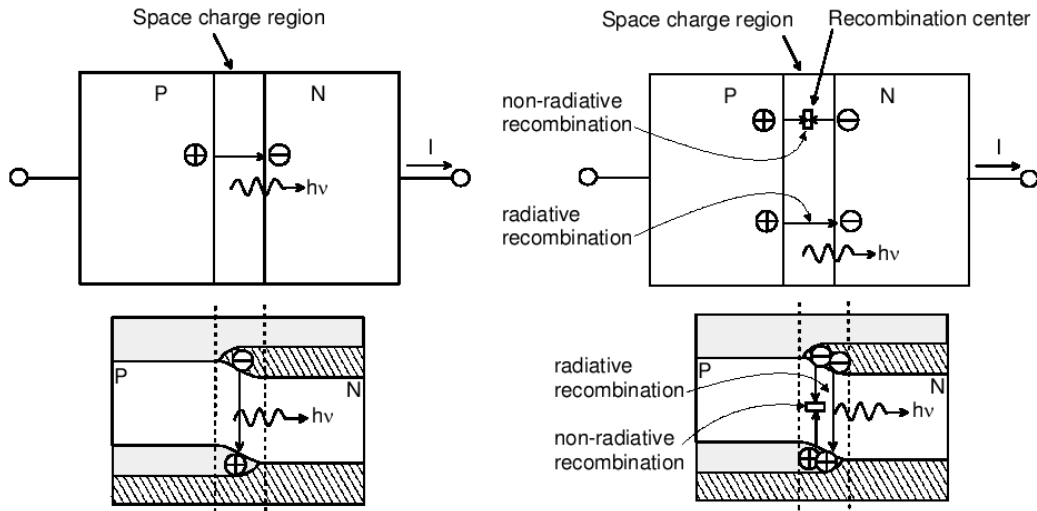 Space charge region
P
N
I
hν
Space charge region
Recombination center
P
N
non-radiative
recombination
I
radiative
recombination
hν
P
N
hν
P
N
radiative
recombination
hν
non-radiative
recombination